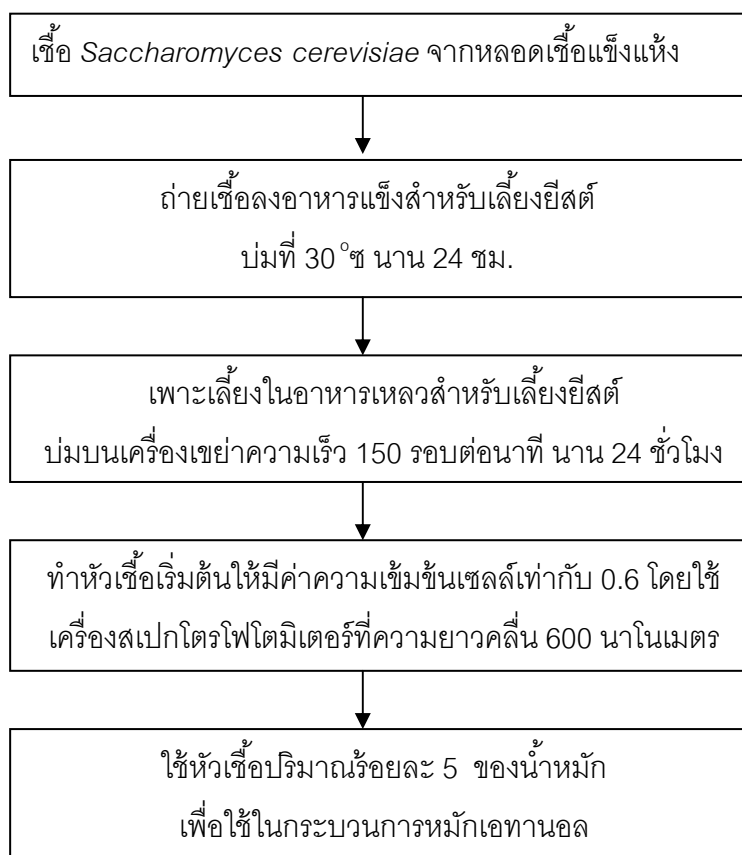 เชื้อ Saccharomyces cerevisiae จากหลอดเชื้อแข็งแห้ง
ถ่ายเชื้อลงอาหารแข็งสำหรับเลี้ยงยีสต์
บ่มที่ 30 °ซ นาน 24 ชม.
เพาะเลี้ยงในอาหารเหลวสำหรับเลี้ยงยีสต์
บ่มบนเครื่องเขย่าความเร็ว 150 รอบต่อนาที นาน 24 ชั่วโมง
ทำหัวเชื้อเริ่มต้นให้มีค่าความเข้มข้นเซลล์เท่ากับ 0.6 โดยใช้
เครื่องสเปกโตรโฟโตมิเตอร์ที่ความยาวคลื่น 600 นาโนเมตร
ใช้หัวเชื้อปริมาณร้อยละ 5 ของน้ำหมัก
เพื่อใช้ในกระบวนการหมักเอทานอล